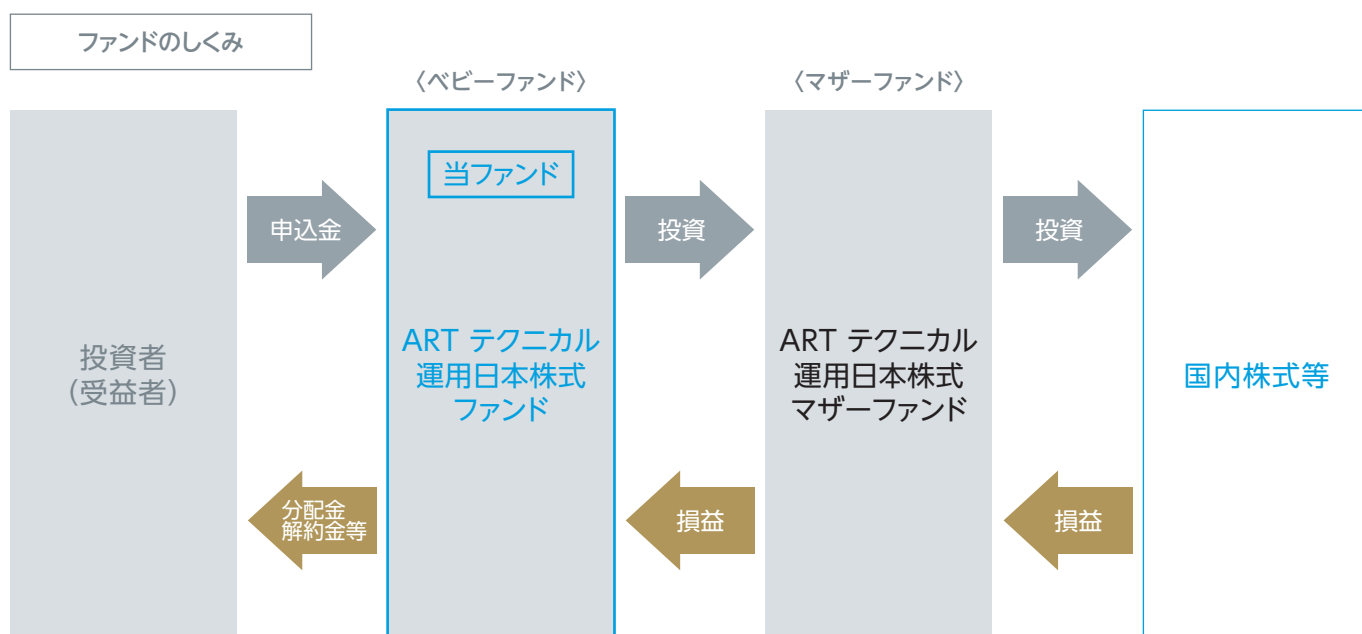 ファンドのしくみ
〈ベビーファンド〉
〈マザーファンド〉
当ファンド
申込金
投資
投資
投資者
(受益者)
ART テクニカル
運用日本株式
ファンド
ART テクニカル
運用日本株式
マザーファンド
国内株式等
分配金
解約金等
損益
損益